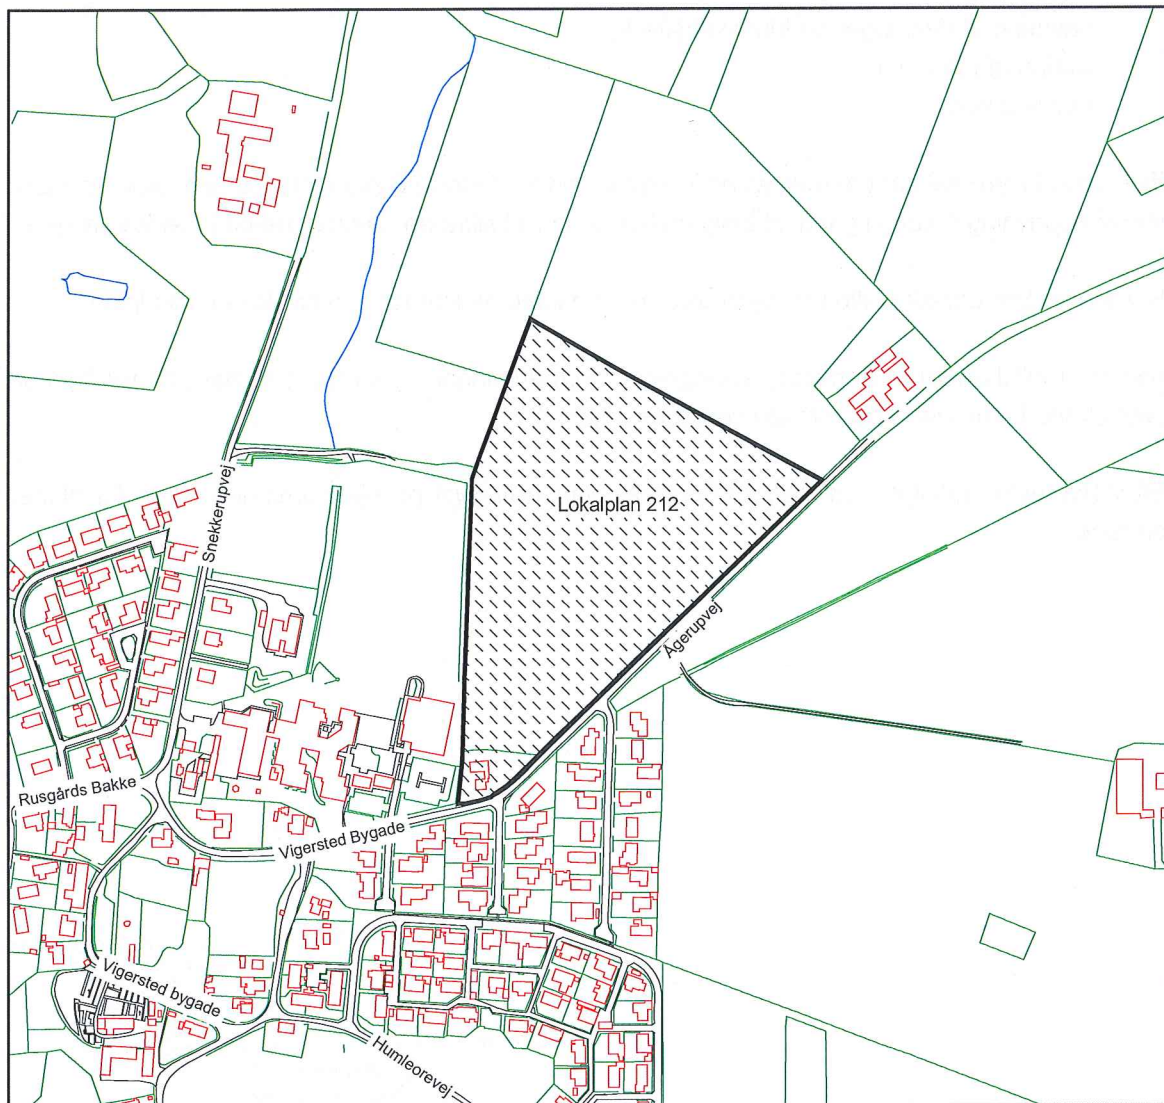 Lokalplan 212
Snekkerupvej
Ågerupvej
Rusgårds Bakke
Vigersted Bygade
Vigersted bygade
Humleorevej